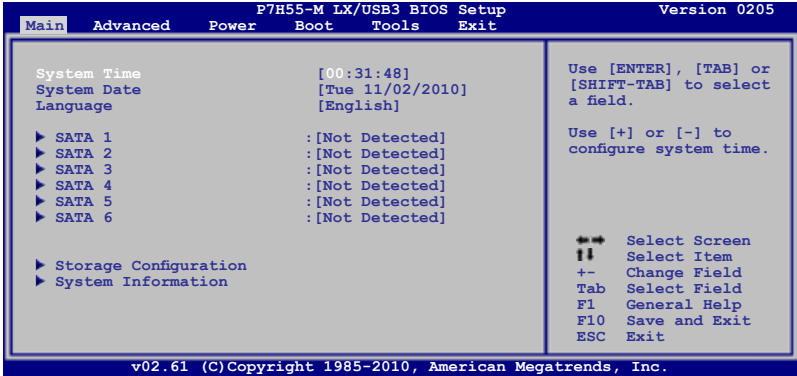 P7H55-M LX/USB3 BIOS Setup Version 0205
Main Advanced Power Boot Tools Exit
System Time [00:31:48]
System Date [Tue 11/02/2010]
Language [English]
SATA 1 :[Not Detected]
SATA 2 :[Not Detected]
SATA 3 :[Not Detected]
SATA 4 :[Not Detected]
SATA 5 :[Not Detected]
SATA 6 :[Not Detected]
Storage Configuration
System Information
Use [ENTER], [TAB] or
[SHIFT-TAB] to select
a field.
Use [+] or [-] to
configure system time.
←→ Select Screen
↑↓ Select Item
+- Change Field
Tab Select Field
F1 General Help
F10 Save and Exit
ESC Exit
v02.61 (C)Copyright 1985-2010, American Megatrends, Inc.